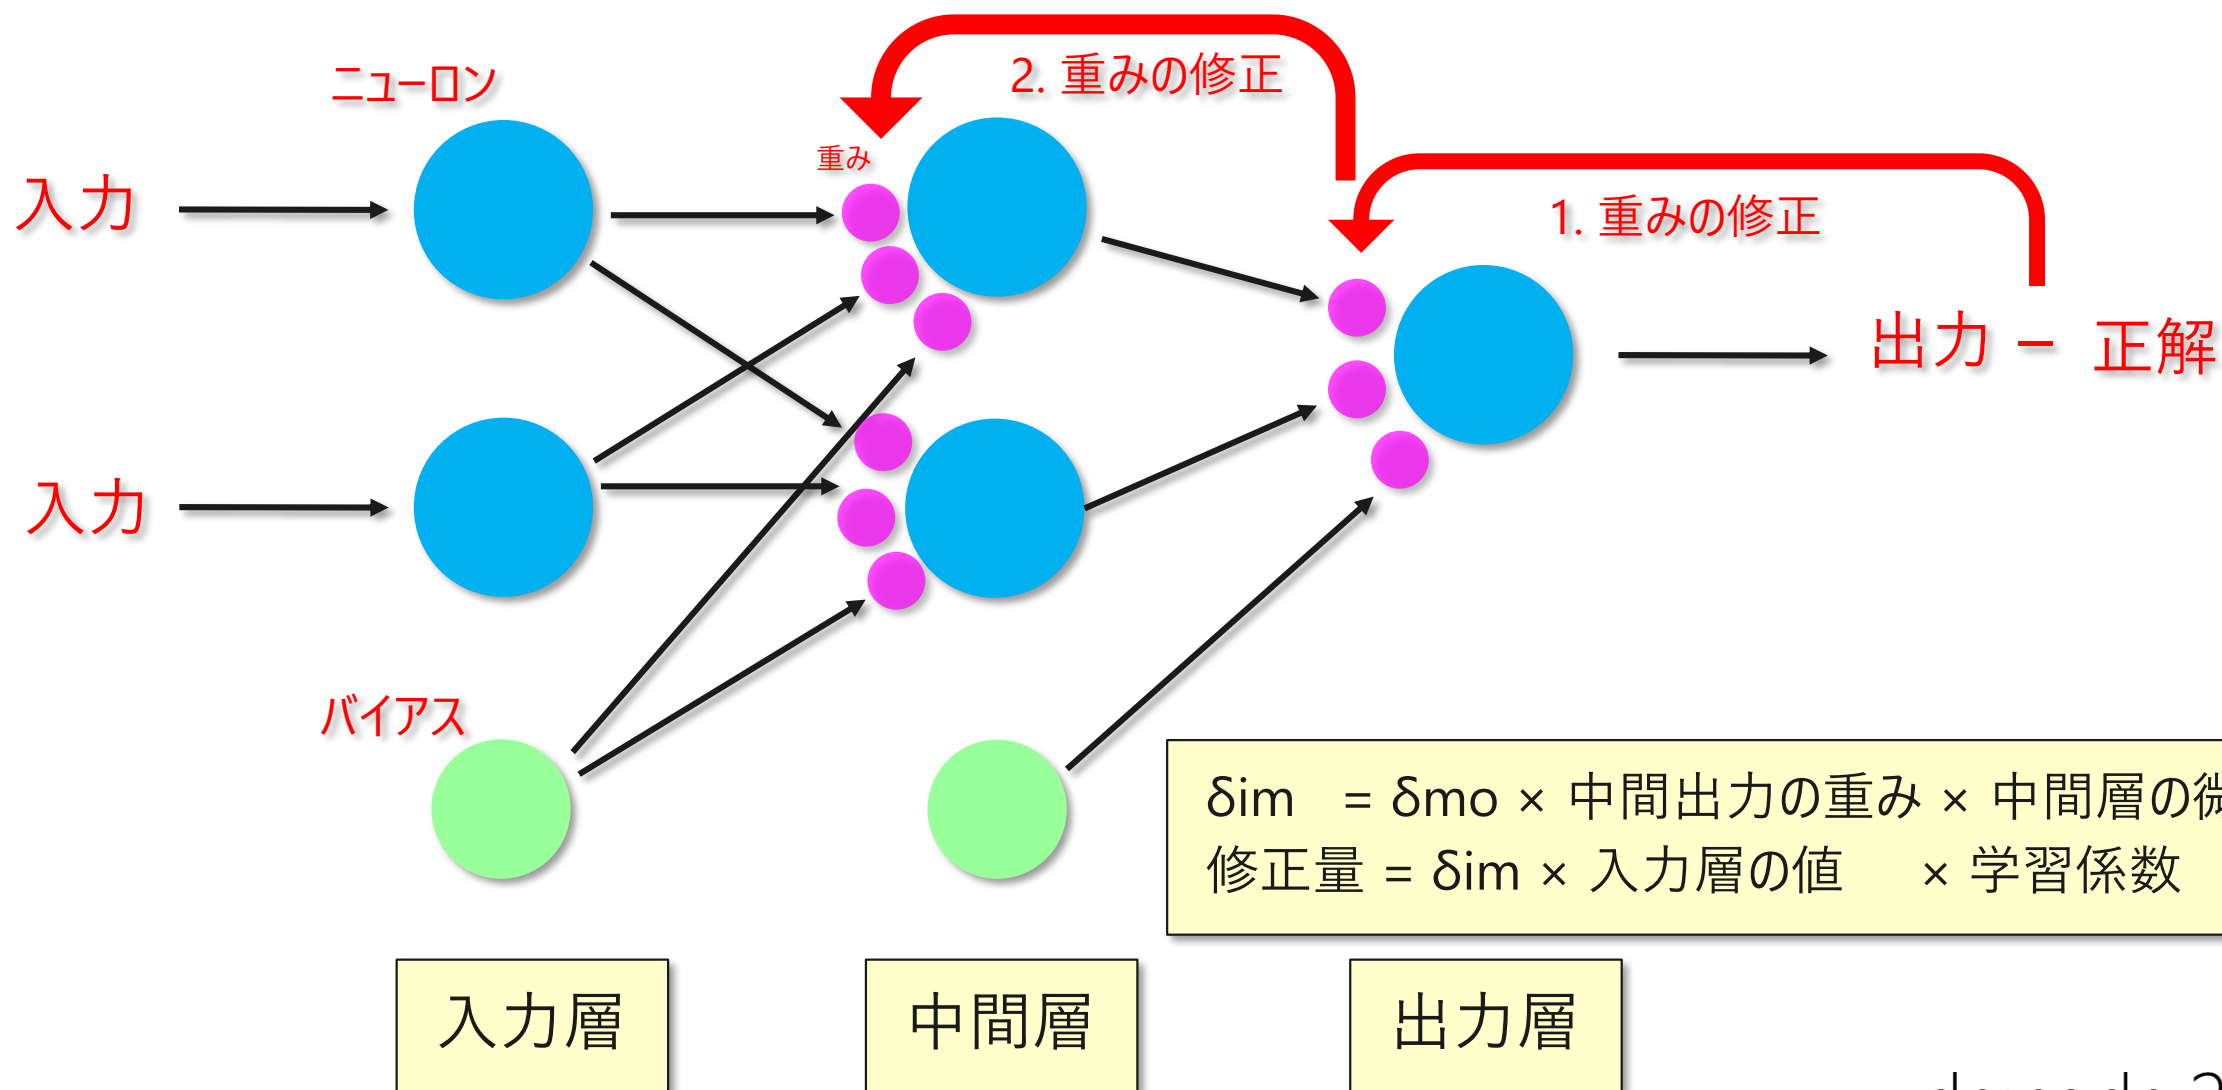 2. 重みの修正
ニューロン
重み
入力
1. 重みの修正
出力 − 正解
入力
バイアス
δim = δmo × 中間出力の重み × 中間層の
修正量 = δim × 入力層の値 × 学習係数
入力層
中間層
出力層